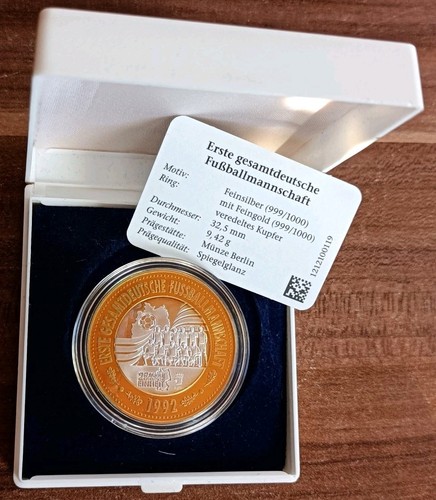 Erste gesamtdeutsche
Fußballmannschaft
Motiv: Feinsilber (999/1000)
Ring: mit Feingold (999/1000)
veredeltes Kupfer
Durchmesser: 32,5 mm
Gewicht: 9,42 g
Prägestätte: Münze Berlin
Prägequalität: Spiegelglanz
1212100119
ERSTE GESAMTDEUTSCHE FUSSBALLMANNSCHAFT
1992